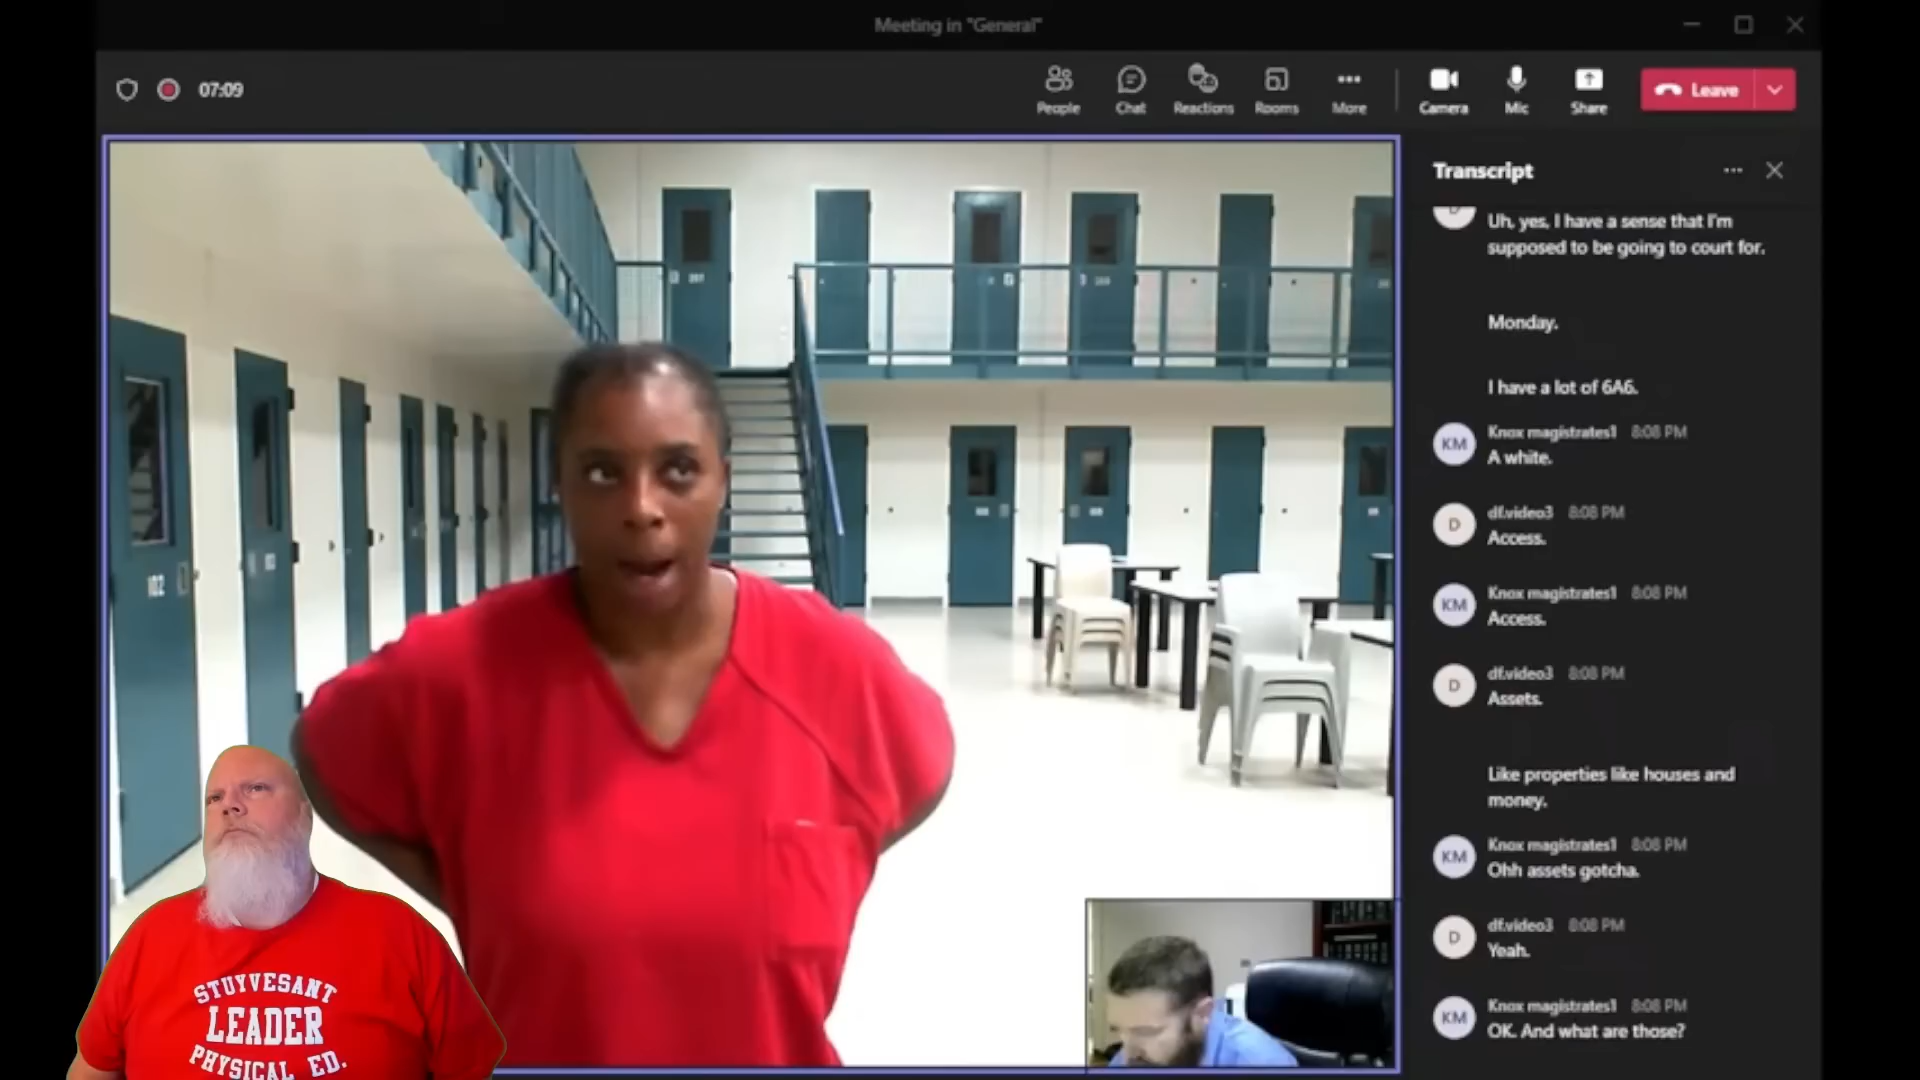 Meeting in "General"
07:09
People
Chat
Reactions
Rooms
More
Camera
Mic
Share
Leave
Transcript
D
Uh, yes, I have a sense that I'm
supposed to be going to court for.
Monday.
I have a lot of 6A6.
KM
Knox magistrates1 8:08 PM
A white.
D
df.video3 8:08 PM
Access.
KM
Knox magistrates1 8:08 PM
Access.
D
df.video3 8:08 PM
Assets.
Like properties like houses and
money.
KM
Knox magistrates1 8:08 PM
Ohh assets gotcha.
D
df.video3 8:08 PM
Yeah.
KM
Knox magistrates1 8:08 PM
OK. And what are those?
102
STUYVESANT
LEADER
PHYSICAL ED.